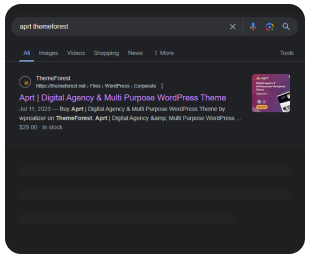 aprt themeforest
All Images Videos Shopping News More Tools
ThemeForest
https://themeforest.net › Files › WordPress › Corporate
Aprt | Digital Agency & Multi Purpose WordPress Theme
Jul 11, 2023 — Buy Aprt | Digital Agency & Multi Purpose WordPress Theme by
wprealizer on ThemeForest. Aprt | Digital Agency &amp; Multi Purpose WordPress ...
$29.00 · In stock
APRT
Digital Agency &
Multipurpose WordPress
Theme